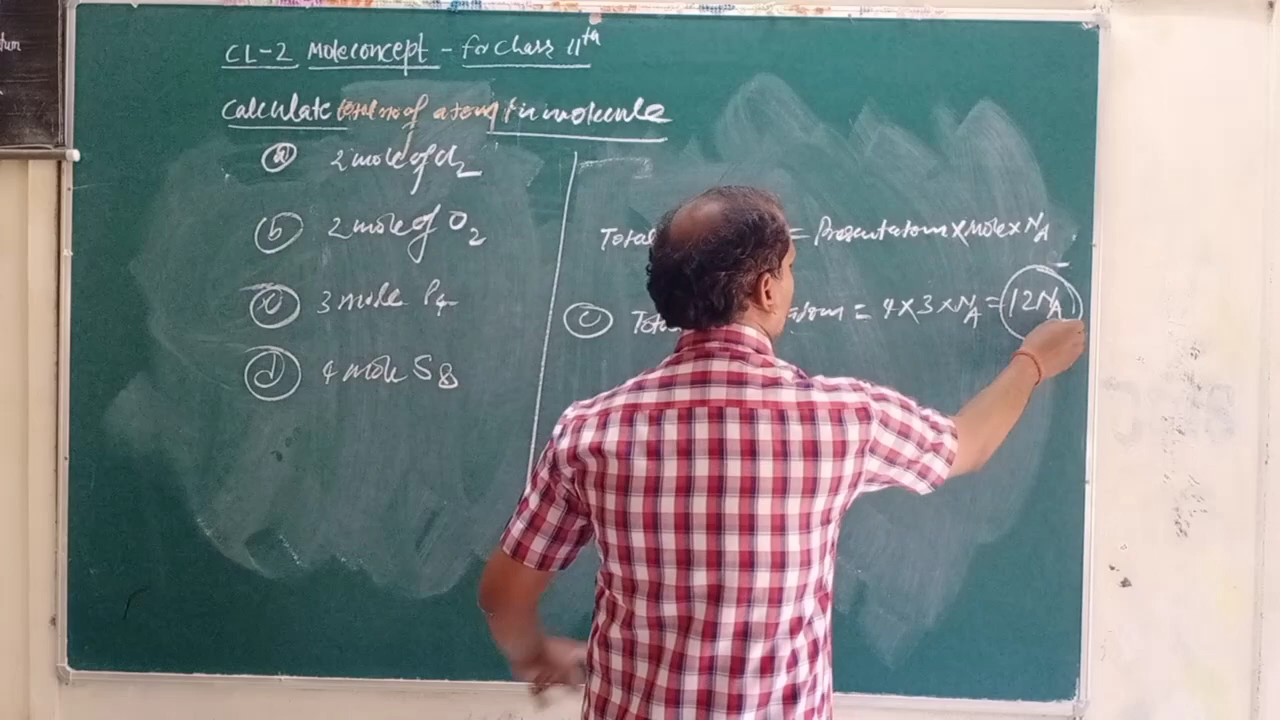 CL-2 Moleconcept - for Class 11th
Calculate total no of atom in molecule
(a) 2 mole of Cl2
(b) 2 mole of O2
(c) 3 mole P4
(d) 4 mole S8
Total = Present atom × Mole × NA
(c) Total atom = 4 × 3 × NA = 12NA